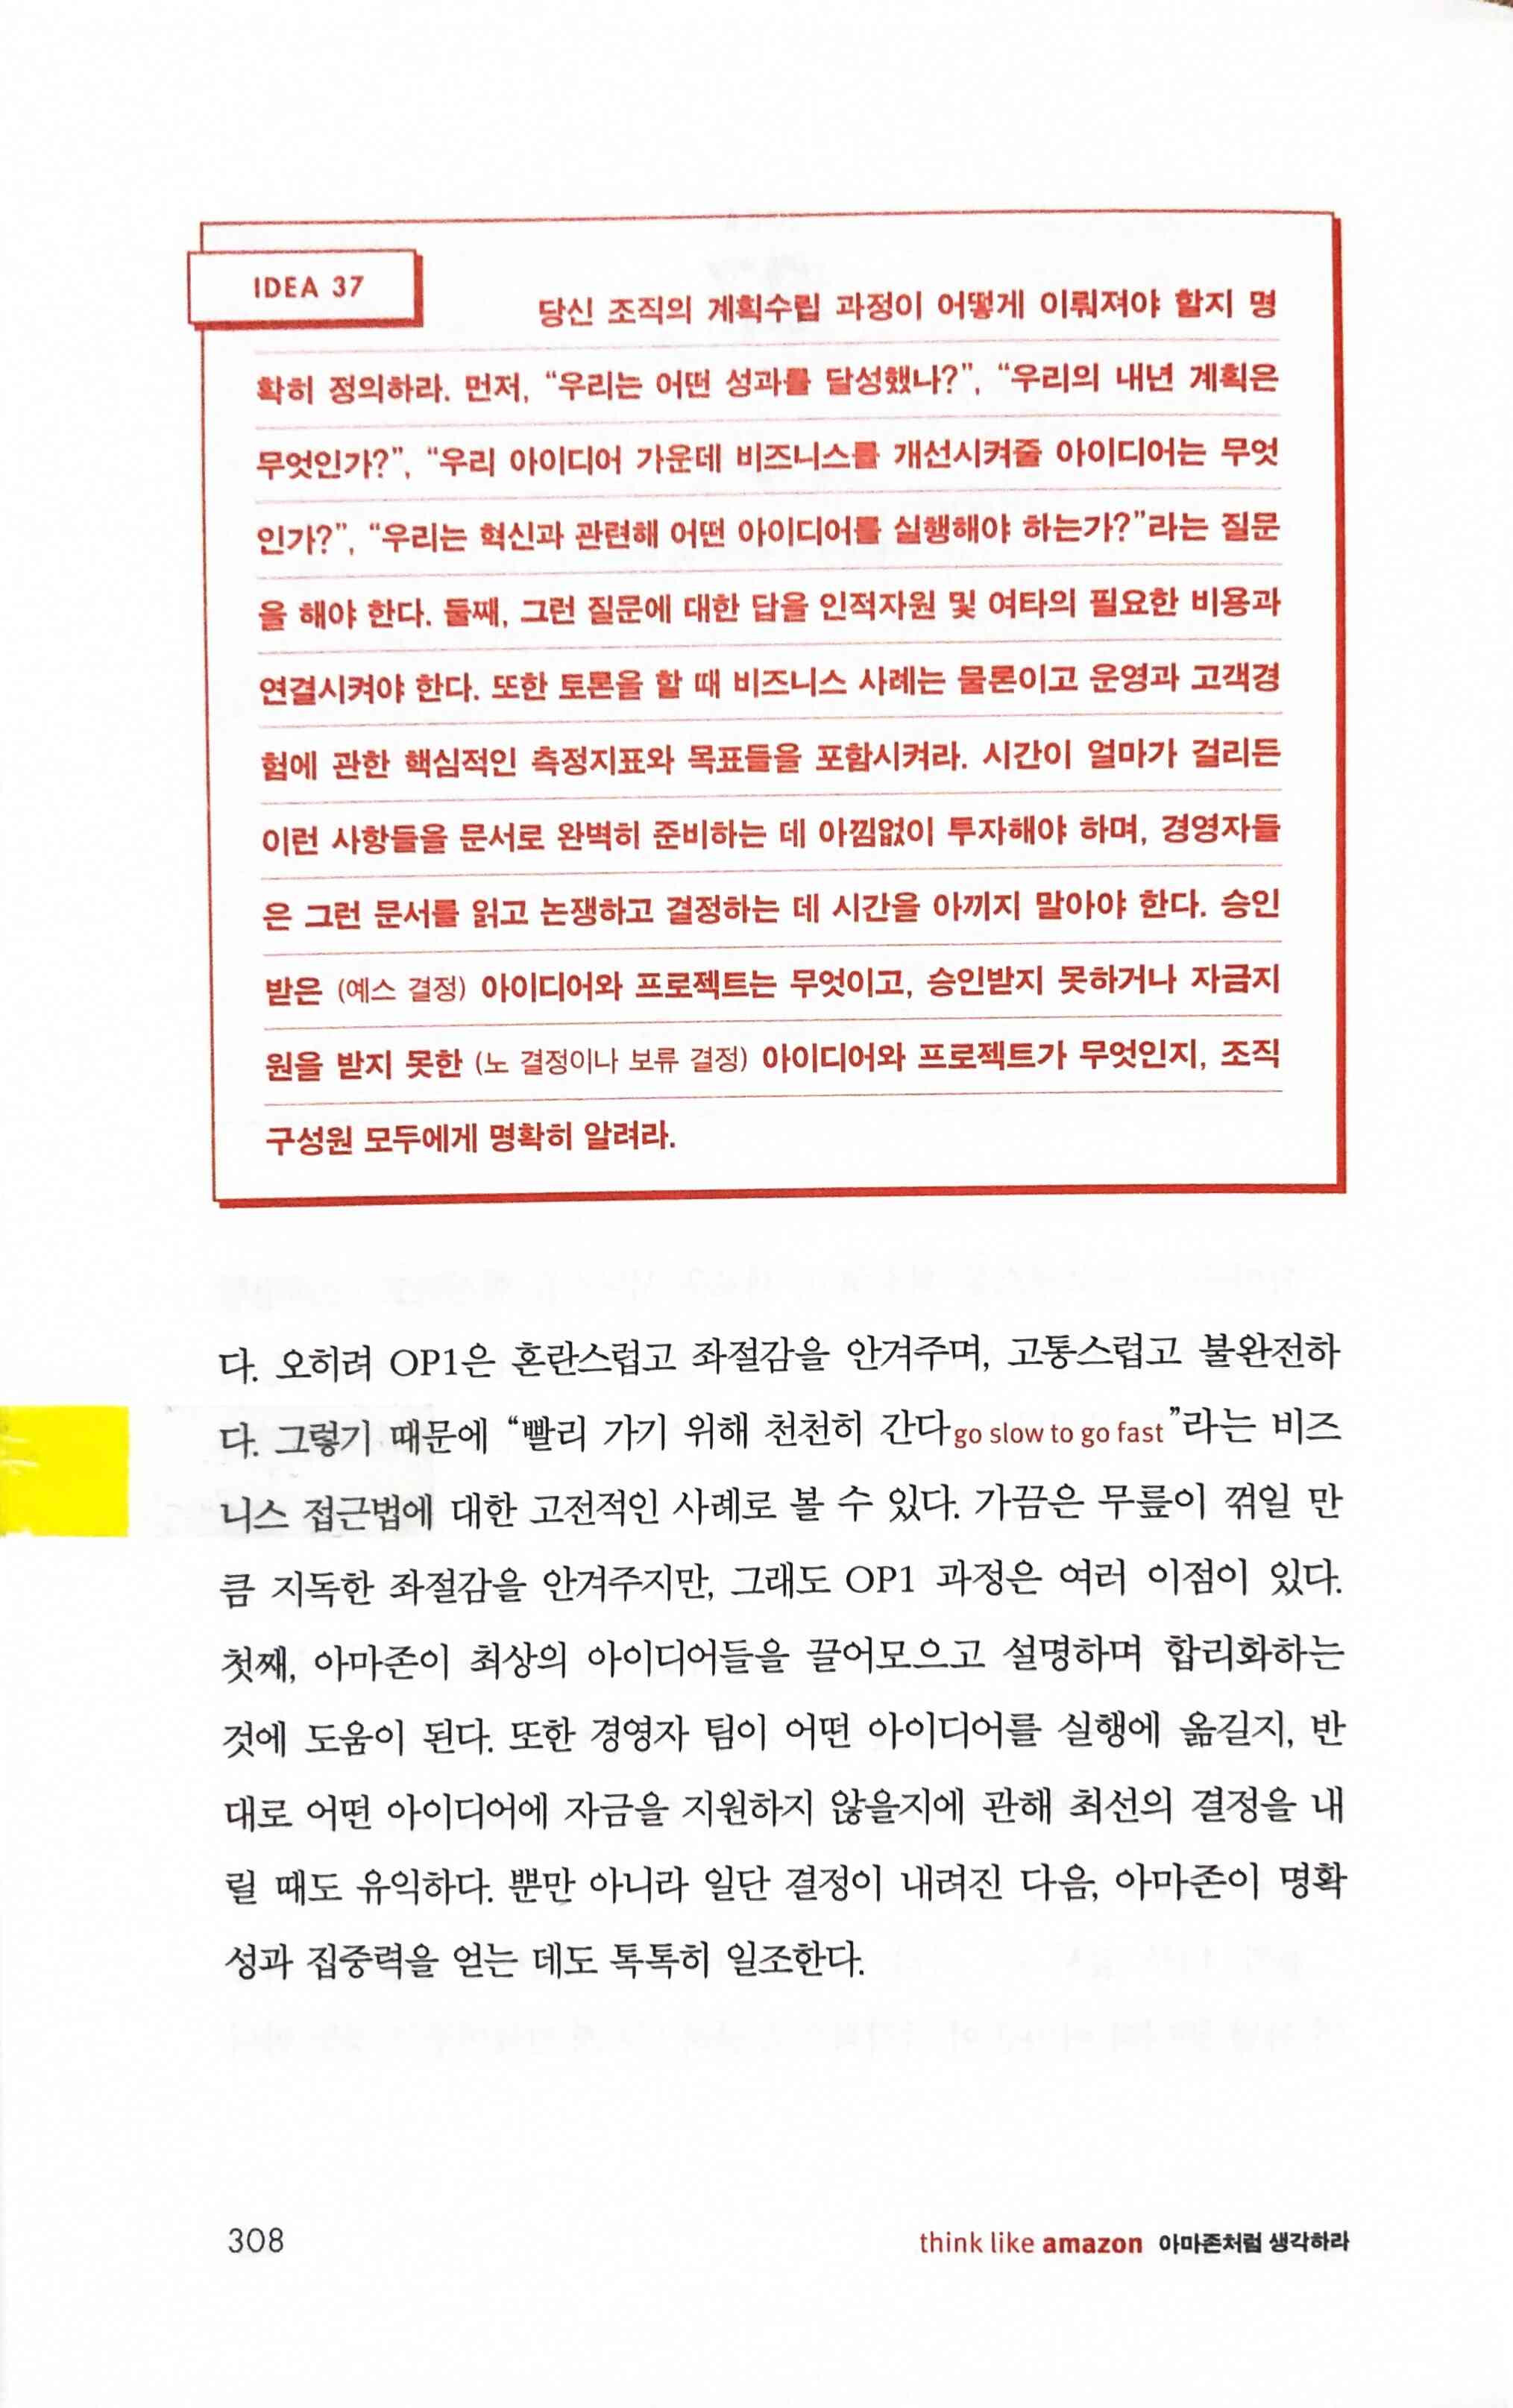 IDEA 37
당신 조직의 계획수립 과정이 어떻게 이뤄져야 할지 명
확히 정의하라. 먼저, “우리는 어떤 성과를 달성했나?”, “우리의 내년 계획은
무엇인가?”, “우리 아이디어 가운데 비즈니스를 개선시켜줄 아이디어는 무엇
인가?”, “우리는 혁신과 관련해 어떤 아이디어를 실행해야 하는가?”라는 질문
을 해야 한다. 둘째, 그런 질문에 대한 답을 인적자원 및 여타의 필요한 비용과
연결시켜야 한다. 또한 토론을 할 때 비즈니스 사례는 물론이고 운영과 고객경
험에 관한 핵심적인 측정지표와 목표들을 포함시켜라. 시간이 얼마가 걸리든
이런 사항들을 문서로 완벽히 준비하는 데 아낌없이 투자해야 하며, 경영자들
은 그런 문서를 읽고 논쟁하고 결정하는 데 시간을 아끼지 말아야 한다. 승인
받은 (예스 결정) 아이디어와 프로젝트는 무엇이고, 승인받지 못하거나 자금지
원을 받지 못한 (노 결정이나 보류 결정) 아이디어와 프로젝트가 무엇인지, 조직
구성원 모두에게 명확히 알려라.
다. 오히려 OP1은 혼란스럽고 좌절감을 안겨주며, 고통스럽고 불완전하
다. 그렇기 때문에 “빨리 가기 위해 천천히 간다go slow to go fast”라는 비즈
니스 접근법에 대한 고전적인 사례로 볼 수 있다. 가끔은 무릎이 꺾일 만
큼 지독한 좌절감을 안겨주지만, 그래도 OP1 과정은 여러 이점이 있다.
첫째, 아마존이 최상의 아이디어들을 끌어모으고 설명하며 합리화하는
것에 도움이 된다. 또한 경영자 팀이 어떤 아이디어를 실행에 옮길지, 반
대로 어떤 아이디어에 자금을 지원하지 않을지에 관해 최선의 결정을 내
릴 때도 유익하다. 뿐만 아니라 일단 결정이 내려진 다음, 아마존이 명확
성과 집중력을 얻는 데도 톡톡히 일조한다.
308
think like amazon 아마존처럼 생각하라